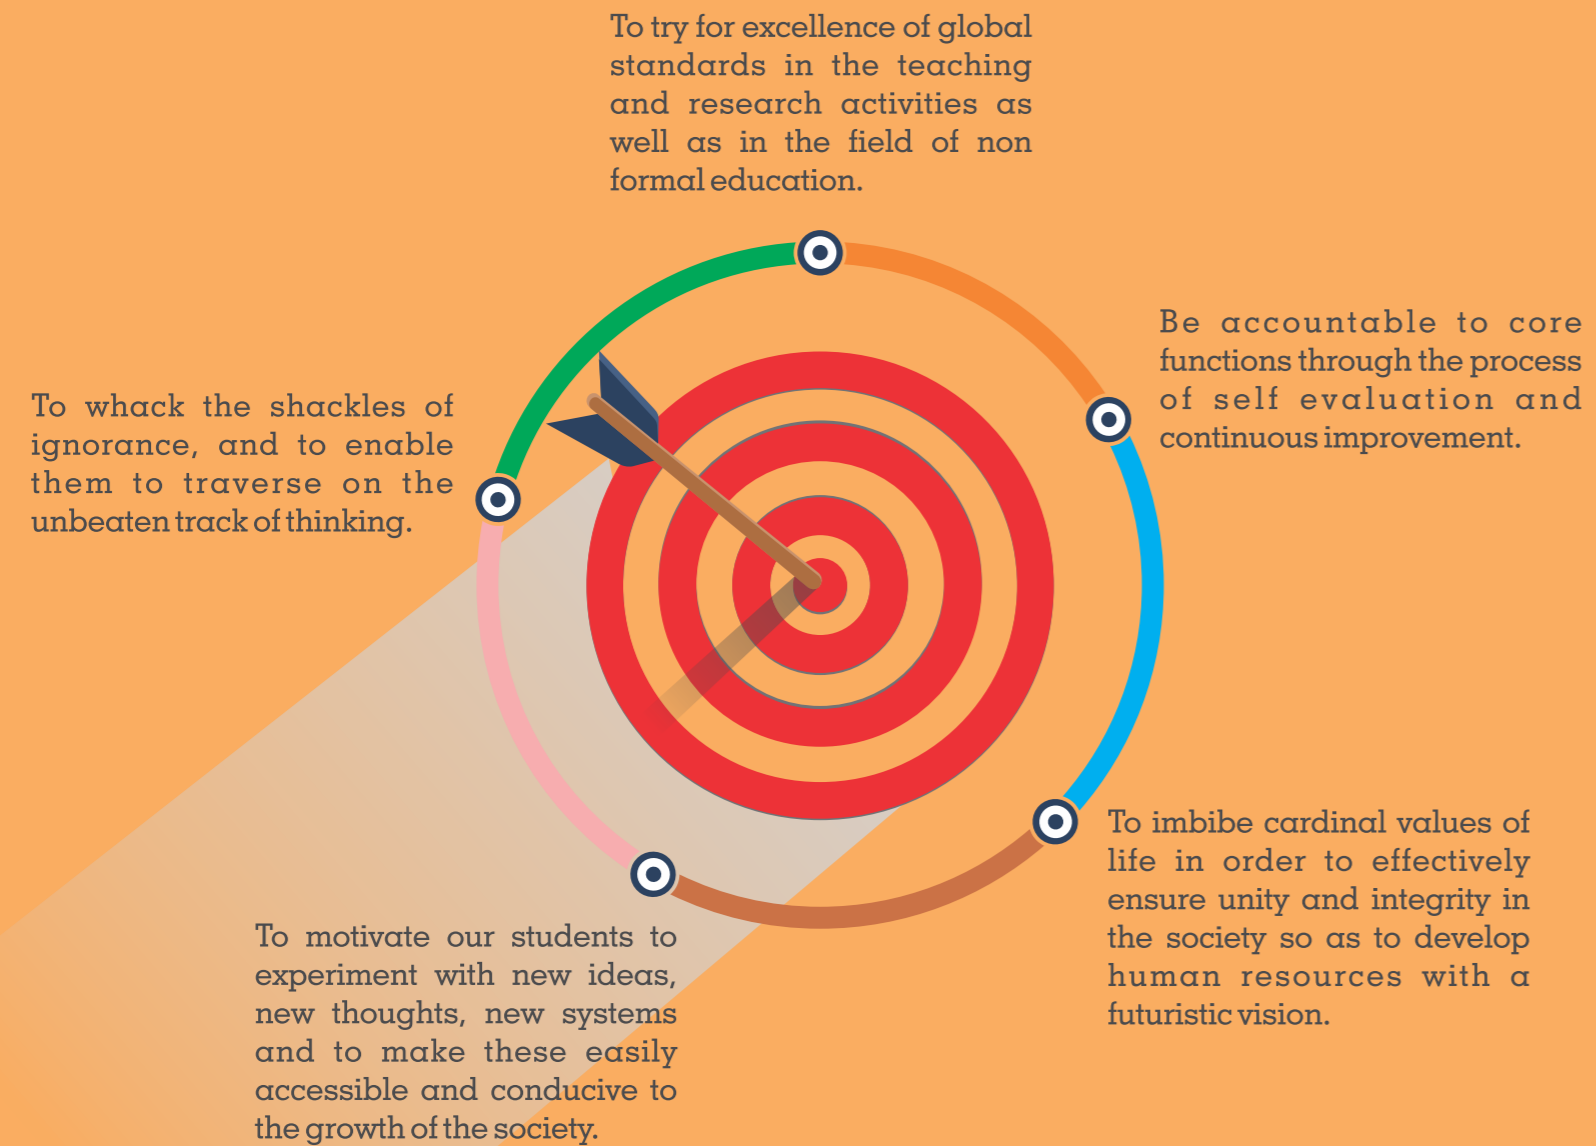 To try for excellence of global
standards in the teaching
and research activities as
well as in the field of non
formal education.
Be accountable to core
functions through the process
of self evaluation and
continuous improvement.
To whack the shackles of
ignorance, and to enable
them to traverse on the
unbeaten track of thinking.
To imbibe cardinal values of
life in order to effectively
ensure unity and integrity in
the society so as to develop
human resources with a
futuristic vision.
To motivate our students to
experiment with new ideas,
new thoughts, new systems
and to make these easily
accessible and conducive to
the growth of the society.